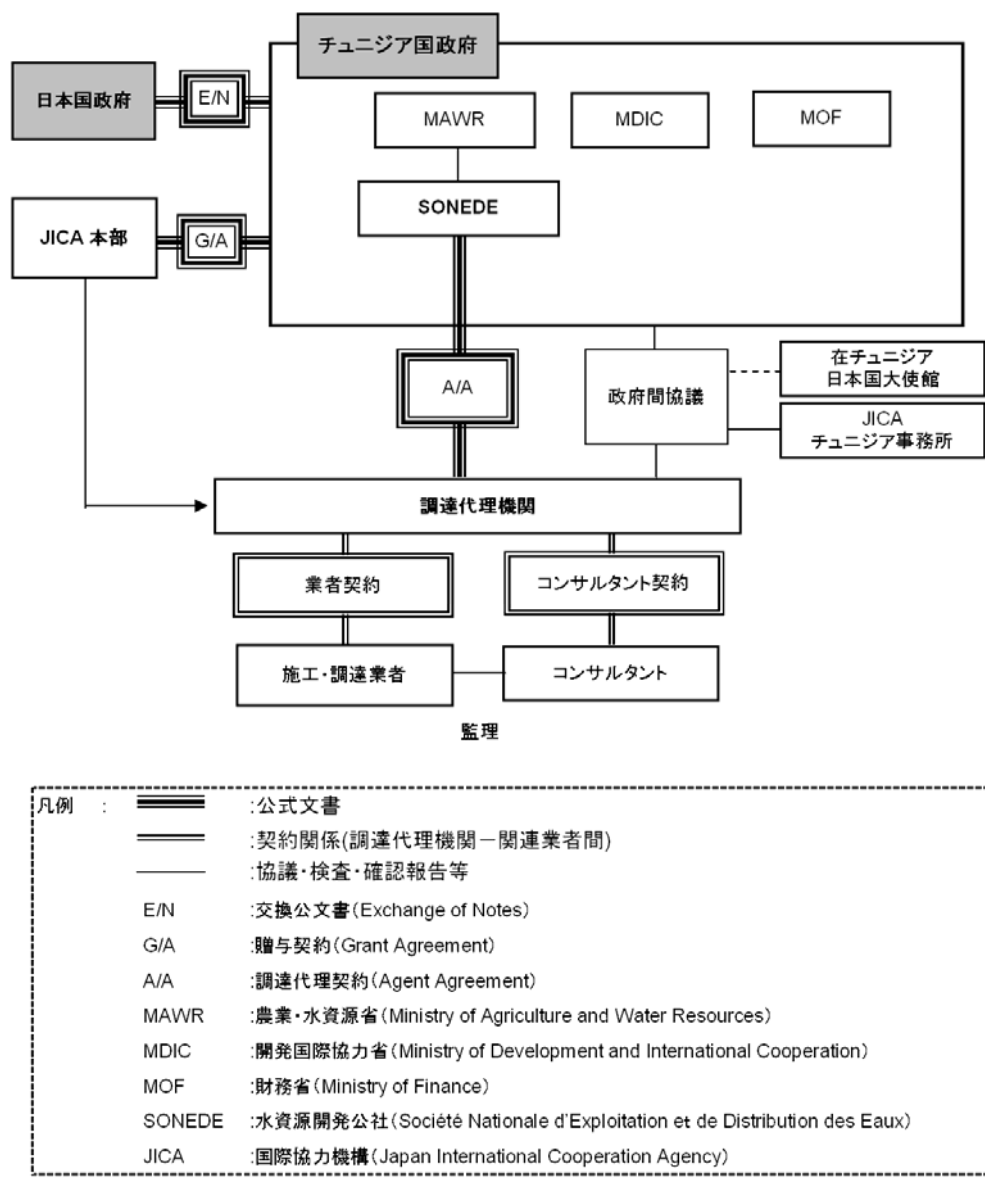 チュニジア国政府
日本国政府
E/N
MAWR
MDIC
MOF
SONEDE
JICA 本部
G/A
A/A
政府間協議
在チュニジア
日本国大使館
JICA
チュニジア事務所
調達代理機関
業者契約
コンサルタント契約
施工・調達業者
コンサルタント
監理
凡例 :
:公式文書
:契約関係(調達代理機関－関連業者間)
:協議・検査・確認報告等
E/N :交換公文書(Exchange of Notes)
G/A :贈与契約(Grant Agreement)
A/A :調達代理契約(Agent Agreement)
MAWR :農業・水資源省(Ministry of Agriculture and Water Resources)
MDIC :開発国際協力省(Ministry of Development and International Cooperation)
MOF :財務省(Ministry of Finance)
SONEDE :水資源開発公社(Société Nationale d'Exploitation et de Distribution des Eaux)
JICA :国際協力機構(Japan International Cooperation Agency)